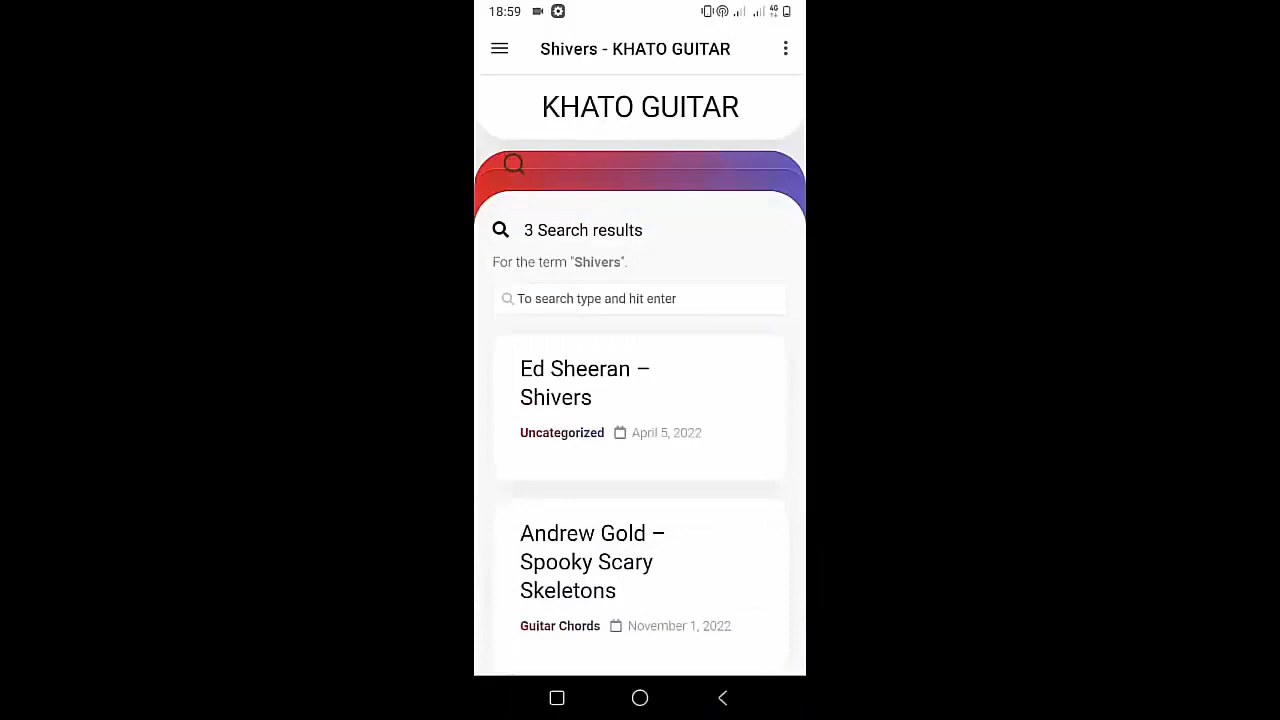 18:59
4G
Shivers - KHATO GUITAR
KHATO GUITAR
3 Search results
For the term "Shivers".
To search type and hit enter
Ed Sheeran –
Shivers
Uncategorized April 5, 2022
Andrew Gold –
Spooky Scary
Skeletons
Guitar Chords November 1, 2022